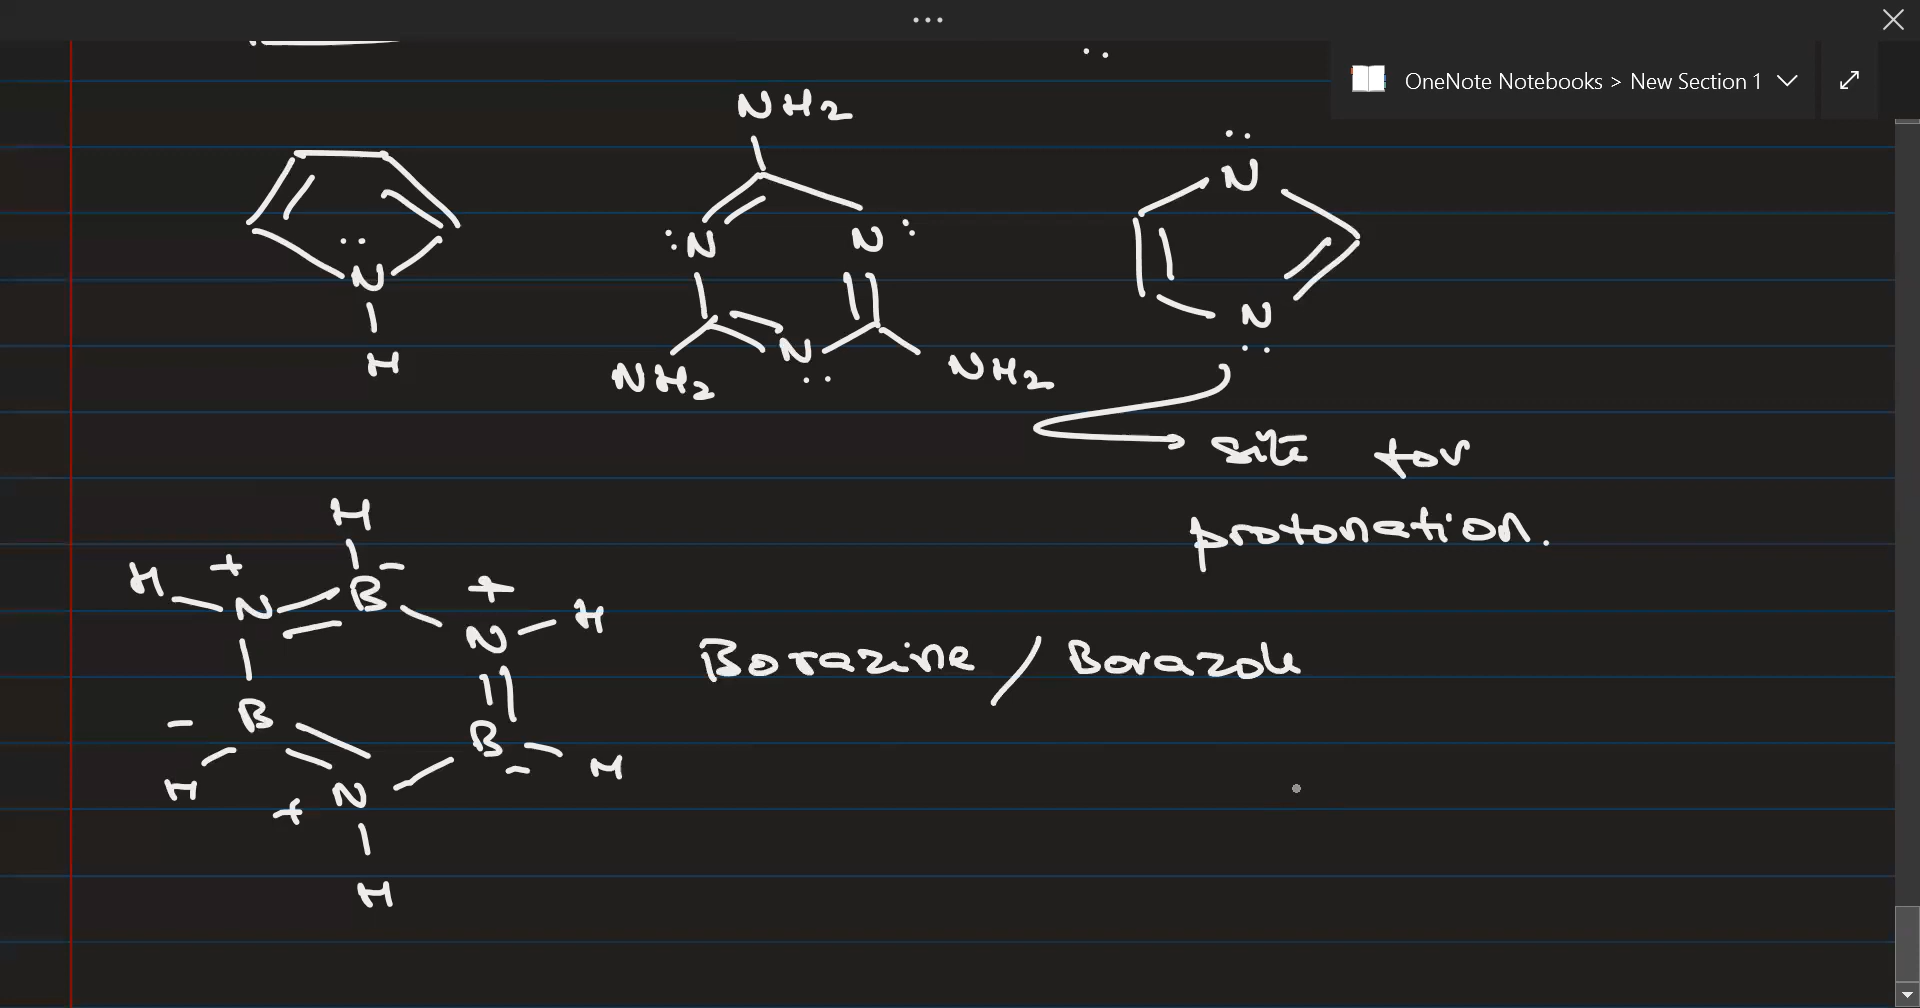 ...
OneNote Notebooks > New Section 1
NH2
N
H
N
N
N
NH2
NH2
N
N
site for
protonation.
H
H
+
N
B
-
+
N
H
Borazine / Borazole
-
B
H
B
-
H
+
N
H